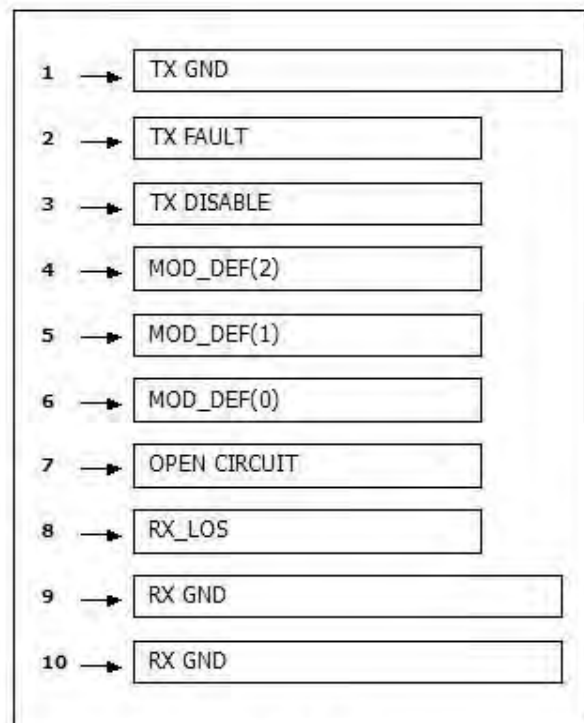 1 TX GND
2 TX FAULT
3 TX DISABLE
4 MOD_DEF(2)
5 MOD_DEF(1)
6 MOD_DEF(0)
7 OPEN CIRCUIT
8 RX_LOS
9 RX GND
10 RX GND